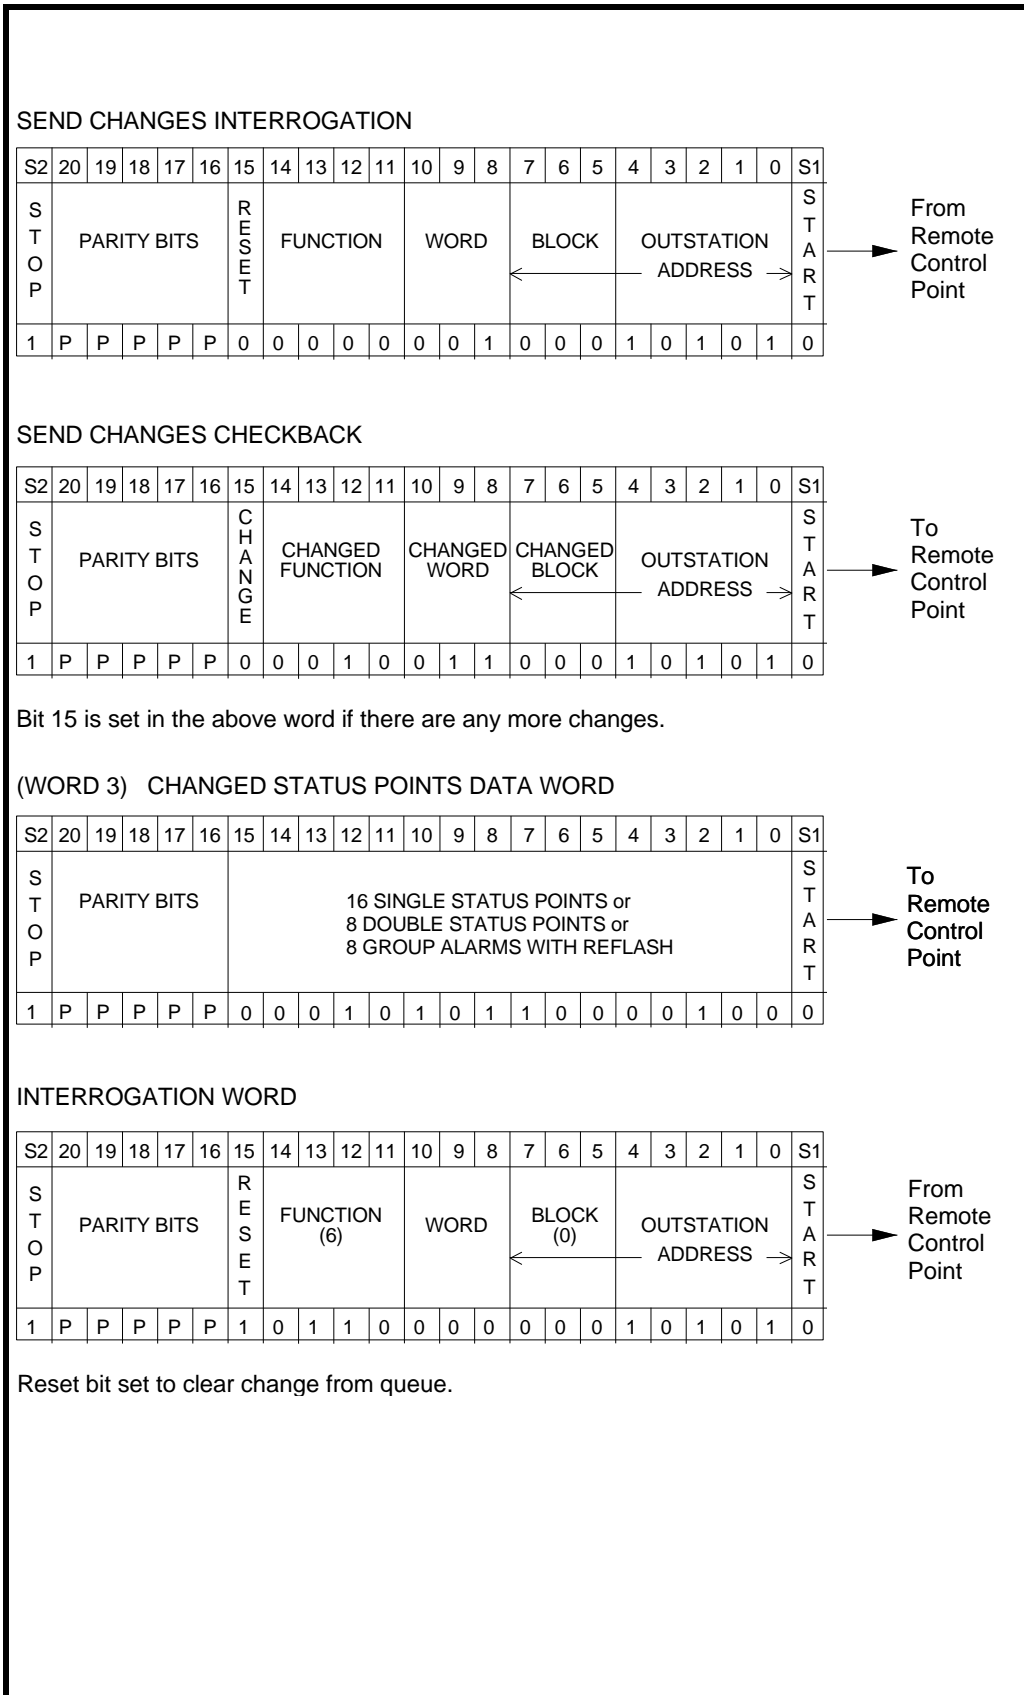 SEND CHANGES INTERROGATION
S2 20 19 18 17 16 15 14 13 12 11 10 9 8 7 6 5 4 3 2 1 0 S1
STOP PARITY BITS RESET FUNCTION WORD BLOCK OUTSTATION ADDRESS START
From
Remote
Control
Point
1 P P P P P 0 0 0 0 0 0 0 1 0 0 0 1 0 1 0 1 0
SEND CHANGES CHECKBACK
S2 20 19 18 17 16 15 14 13 12 11 10 9 8 7 6 5 4 3 2 1 0 S1
STOP PARITY BITS CHANGE CHANGED FUNCTION CHANGED WORD CHANGED BLOCK OUTSTATION ADDRESS START
To
Remote
Control
Point
1 P P P P P 0 0 0 1 0 0 1 1 0 0 0 1 0 1 0 1 0
Bit 15 is set in the above word if there are any more changes.
(WORD 3) CHANGED STATUS POINTS DATA WORD
S2 20 19 18 17 16 15 14 13 12 11 10 9 8 7 6 5 4 3 2 1 0 S1
STOP PARITY BITS
16 SINGLE STATUS POINTS or
8 DOUBLE STATUS POINTS or
8 GROUP ALARMS WITH REFLASH
START
To
Remote
Control
Point
1 P P P P P 0 0 0 1 0 1 0 1 1 0 0 0 0 1 0 0 0
INTERROGATION WORD
S2 20 19 18 17 16 15 14 13 12 11 10 9 8 7 6 5 4 3 2 1 0 S1
STOP PARITY BITS RESET FUNCTION (6) WORD BLOCK (0) OUTSTATION ADDRESS START
From
Remote
Control
Point
1 P P P P P 1 0 1 1 0 0 0 0 0 0 0 1 0 1 0 1 0
Reset bit set to clear change from queue.